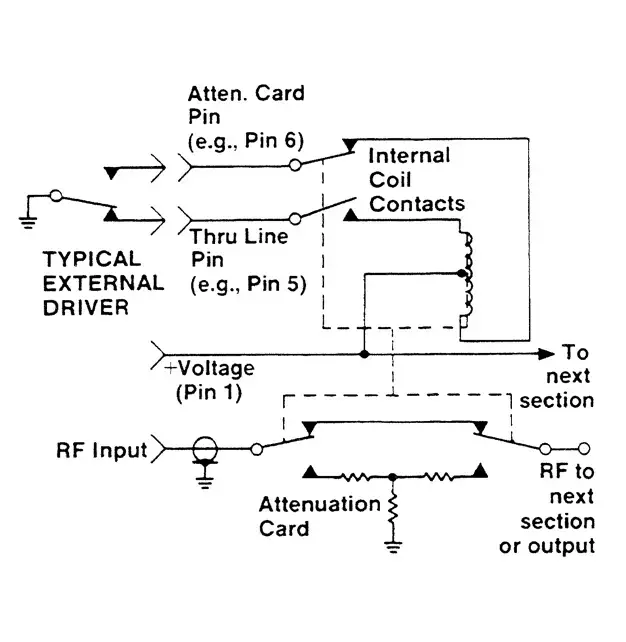 Atten. Card
Pin
(e.g., Pin 6)
Internal
Coil
Contacts
TYPICAL
EXTERNAL
DRIVER
Thru Line
Pin
(e.g., Pin 5)
+Voltage
(Pin 1)
To
next
section
RF Input
Attenuation
Card
RF to
next
section
or output